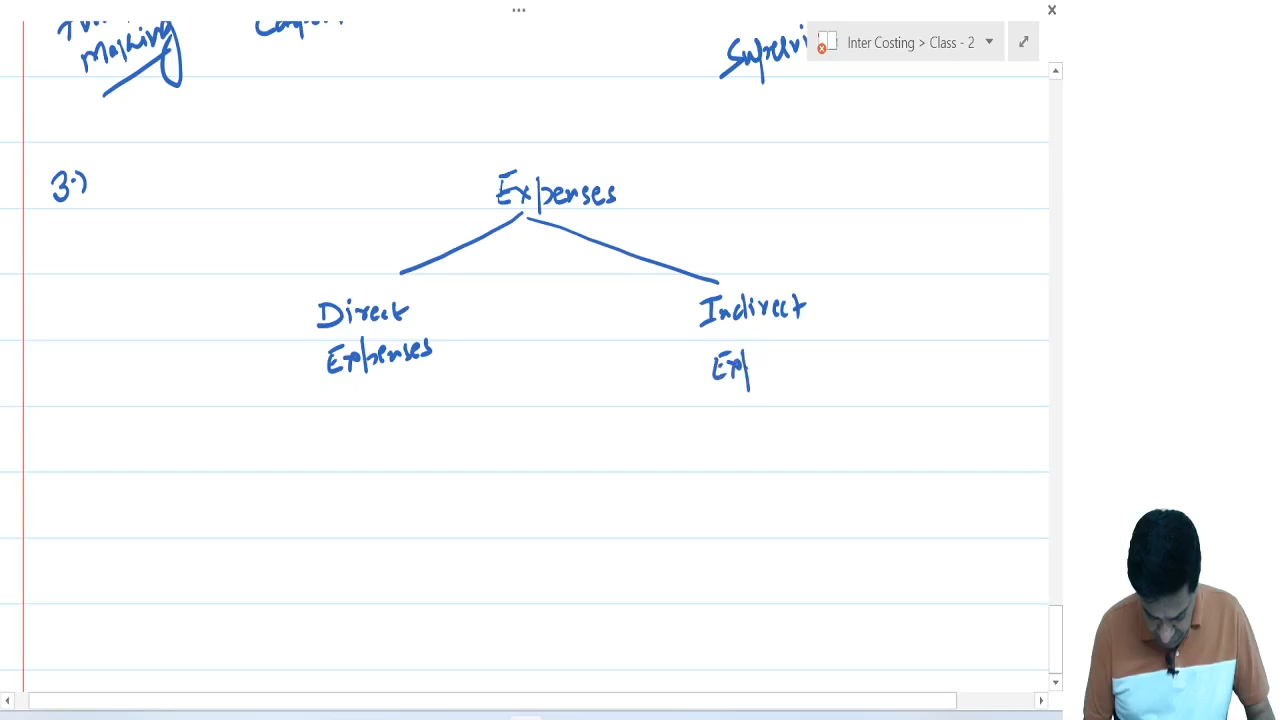 Making
Inter Costing > Class - 2
3.)
Expenses
Direct
Expenses
Indirect
Exp